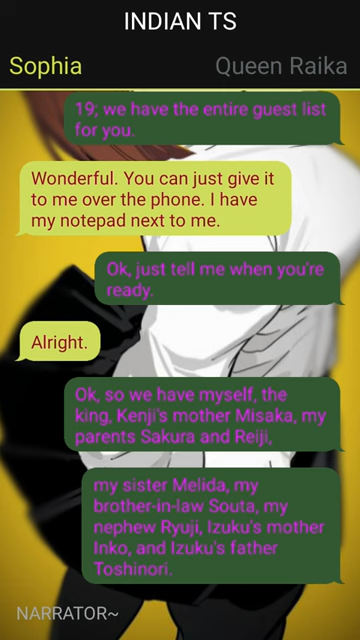 INDIAN TS
Sophia
Queen Raika
19; we have the entire guest list
for you.
Wonderful. You can just give it
to me over the phone. I have
my notepad next to me.
Ok, just tell me when you're
ready.
Alright.
Ok, so we have myself, the
king, Kenji's mother Misaka, my
parents Sakura and Reiji,
my sister Melida, my
brother-in-law Souta, my
nephew Ryuji, Izuku's mother
Inko, and Izuku's father
Toshinori.
NARRATOR~